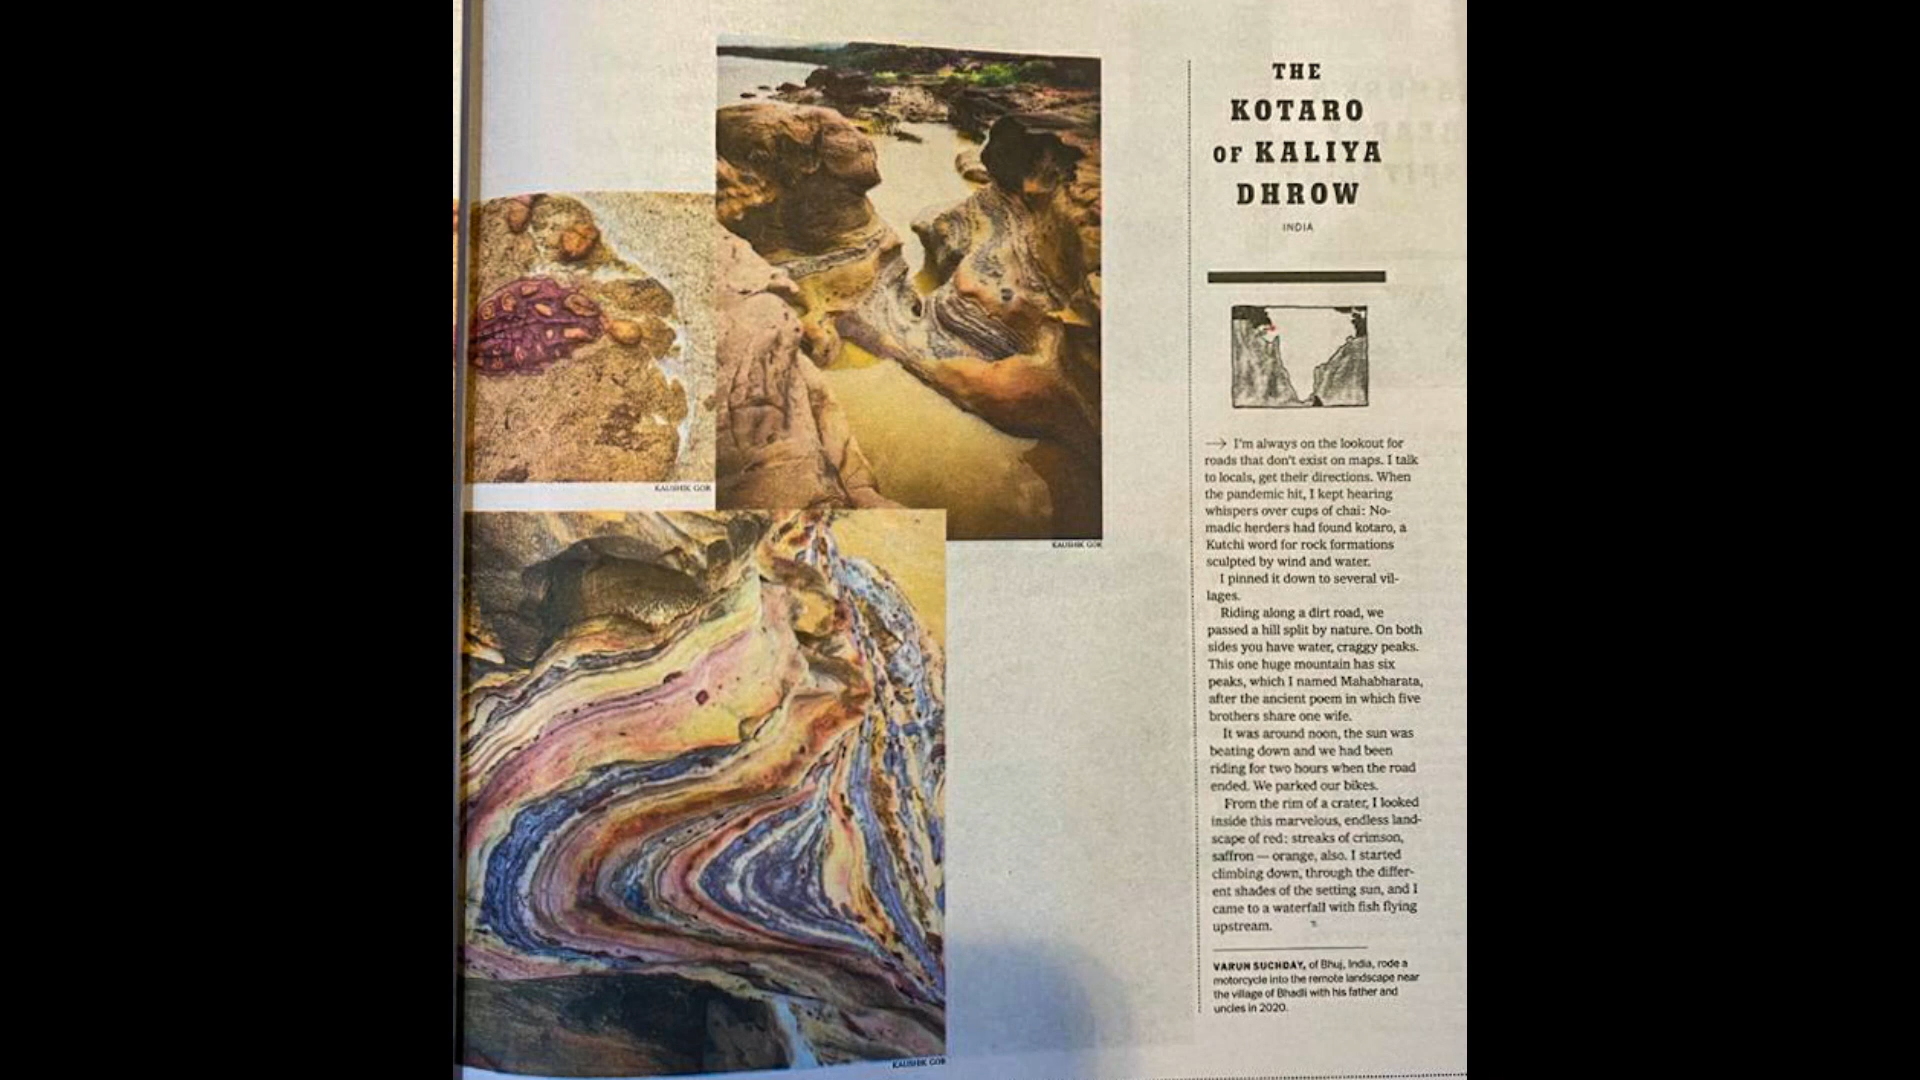 THE
KOTARO
OF KALIYA
DHROW
INDIA
KAUSHIK GOR
KAUSHIK GOR
KAUSHIK GOR
→ I'm always on the lookout for
roads that don't exist on maps. I talk
to locals, get their directions. When
the pandemic hit, I kept hearing
whispers over cups of chai: No-
madic herders had found kotaro, a
Kutchi word for rock formations
sculpted by wind and water.
I pinned it down to several vil-
lages.
Riding along a dirt road, we
passed a hill split by nature. On both
sides you have water, craggy peaks.
This one huge mountain has six
peaks, which I named Mahabharata,
after the ancient poem in which five
brothers share one wife.
It was around noon, the sun was
beating down and we had been
riding for two hours when the road
ended. We parked our bikes.
From the rim of a crater, I looked
inside this marvelous, endless land-
scape of red: streaks of crimson,
saffron — orange, also. I started
climbing down, through the differ-
ent shades of the setting sun, and I
came to a waterfall with fish flying
upstream.
VARUN SUCHDAY, of Bhuj, India, rode a
motorcycle into the remote landscape near
the village of Bhadli with his father and
uncles in 2020.